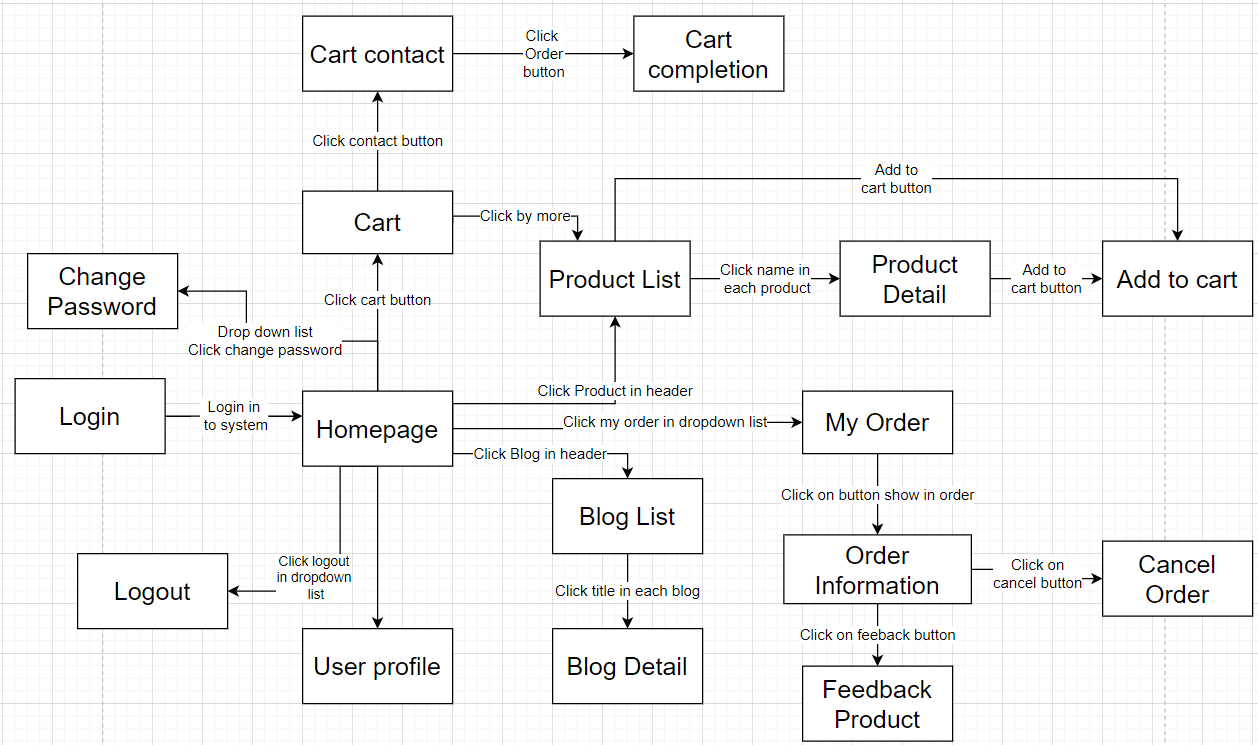 Cart contact
Click
Order
button
Cart
completion
Click contact button
Add to
cart button
Cart
Click by more
Change
Password
Click cart button
Product List
Click name in
each product
Product
Detail
Add to
cart button
Add to cart
Drop down list
Click change password
Login
Login in
to system
Homepage
Click Product in header
Click my order in dropdown list
My Order
Click Blog in header
Blog List
Click on button show in order
Logout
Click logout
in dropdown
list
Click title in each blog
Order
Information
Click on
cancel button
Cancel
Order
Click on feeback button
User profile
Blog Detail
Feedback
Product